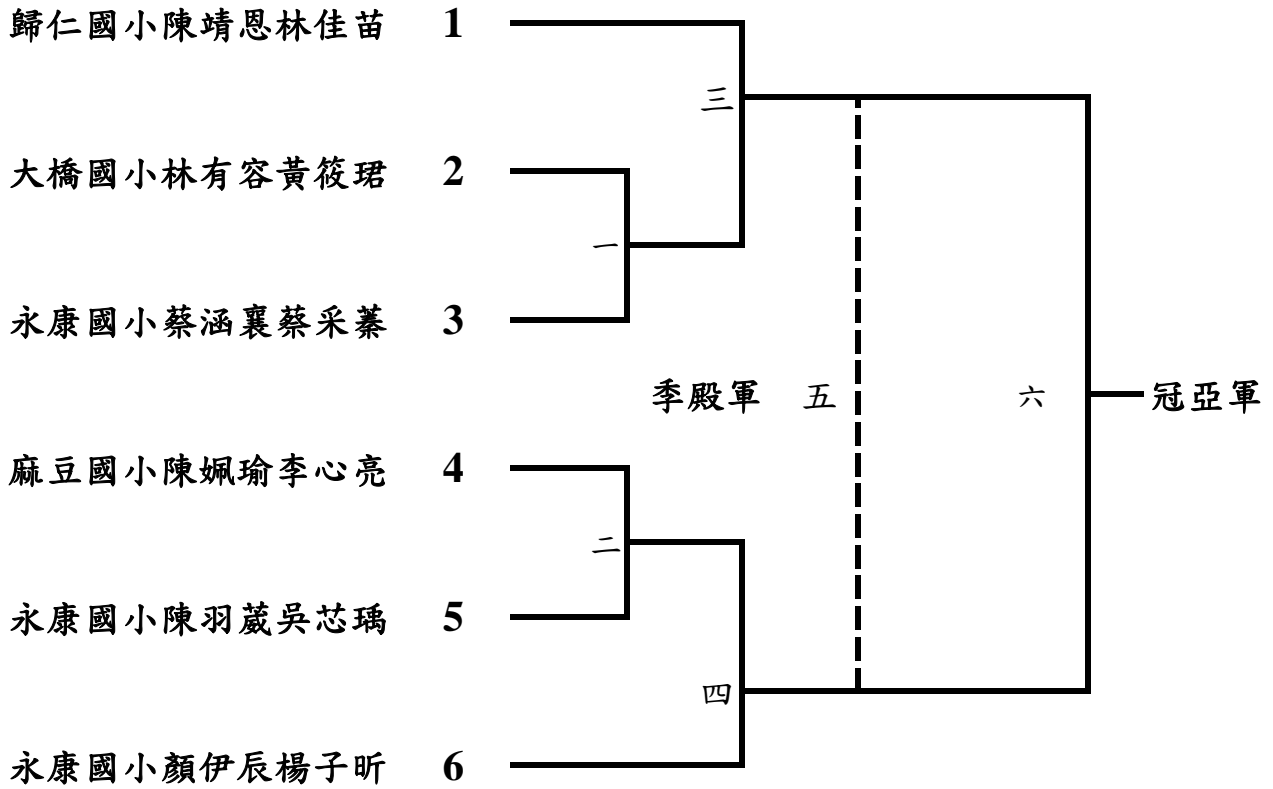 歸仁國小陳靖恩林佳苗 1
三
大橋國小林有容黃筱珺 2
一
永康國小蔡涵襄蔡采蓁 3
季殿軍 五 六 冠亞軍
麻豆國小陳姵瑜李心亮 4
二
永康國小陳羽葳吳芯瑀 5
四
永康國小顏伊辰楊子昕 6